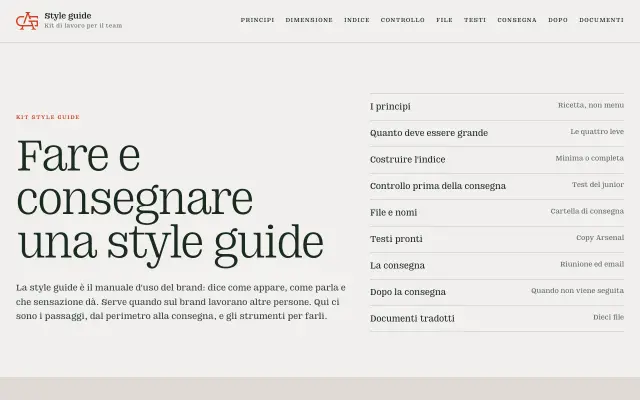 Style guide
Kit di lavoro per il team
PRINCIPI DIMENSIONE INDICE CONTROLLO FILE TESTI CONSEGNA DOPO DOCUMENTI
KIT STYLE GUIDE
Fare e
consegnare
una style guide
La style guide è il manuale d'uso del brand: dice come appare, come parla e
che sensazione dà. Serve quando sul brand lavorano altre persone. Qui ci
sono i passaggi, dal perimetro alla consegna, e gli strumenti per farli.
I principi Ricetta, non menu
Quanto deve essere grande Le quattro leve
Costruire l'indice Minima o completa
Controllo prima della consegna Test del junior
File e nomi Cartella di consegna
Testi pronti Copy Arsenal
La consegna Riunione ed email
Dopo la consegna Quando non viene seguita
Documenti tradotti Dieci file